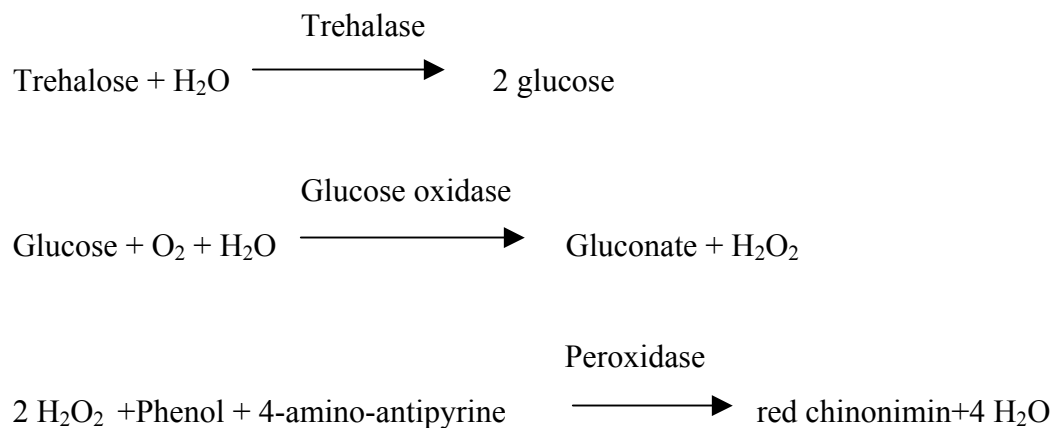 Trehalase
Trehalose + H₂O 2 glucose
Glucose oxidase
Glucose + O₂ + H₂O Gluconate + H₂O₂
Peroxidase
2 H₂O₂ +Phenol + 4-amino-antipyrine red chinonimin+4 H₂O